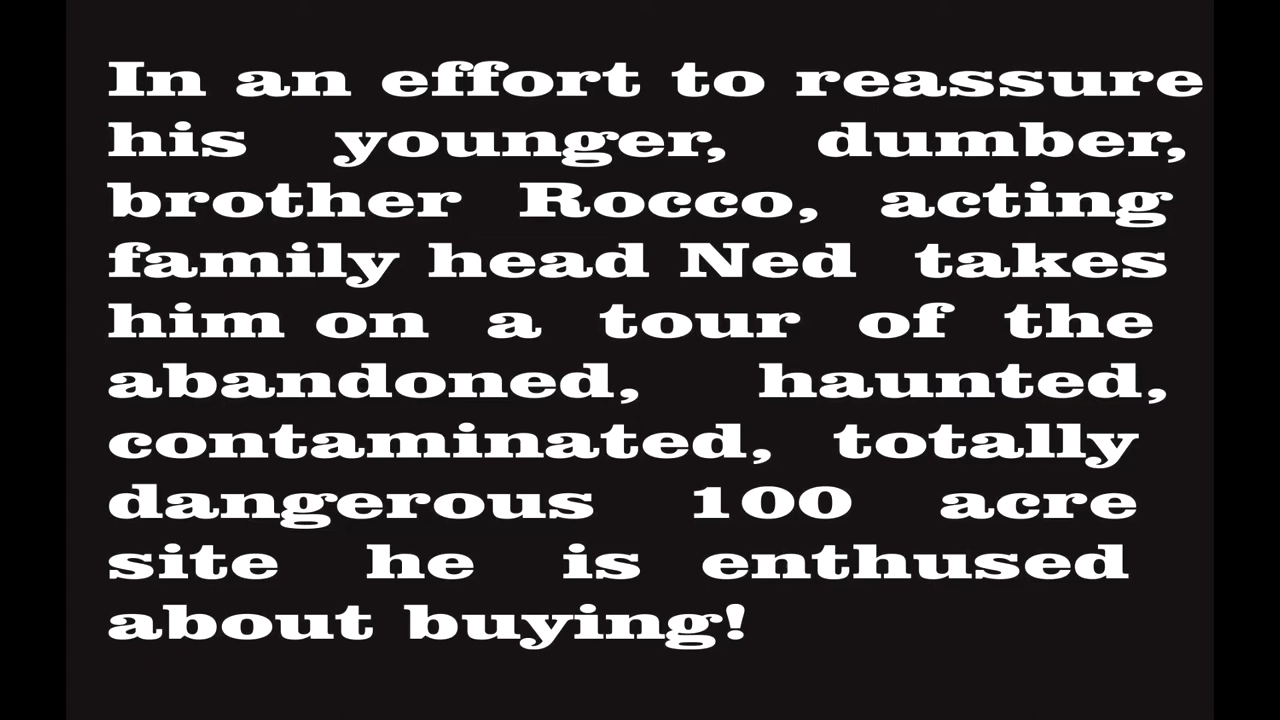 In an effort to reassure
his younger, dumber,
brother Rocco, acting
family head Ned takes
him on a tour of the
abandoned, haunted,
contaminated, totally
dangerous 100 acre
site he is enthused
about buying!